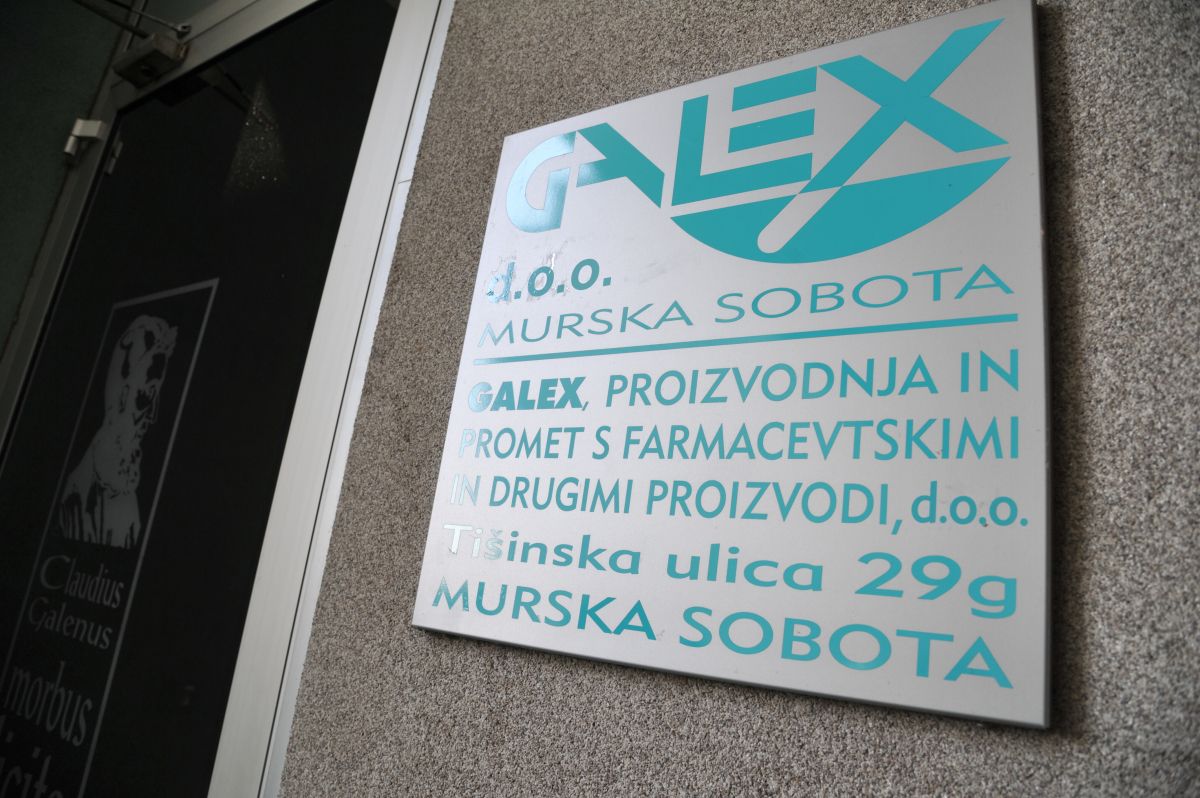 GALEX
d.o.o.
MURSKA SOBOTA
GALEX, PROIZVODNJA IN
PROMET S FARMACEVTSKIMI
IN DRUGIMI PROIZVODI, d.o.o.
Tišinska ulica 29g
MURSKA SOBOTA
Claudius
Galenus
morbus